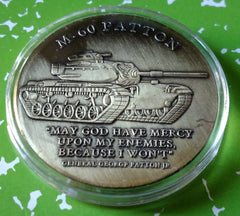 M-60 PATTON
"MAY GOD HAVE MERCY
UPON MY ENEMIES,
BECAUSE I WON'T"
GENERAL GEORGE PATTON JR